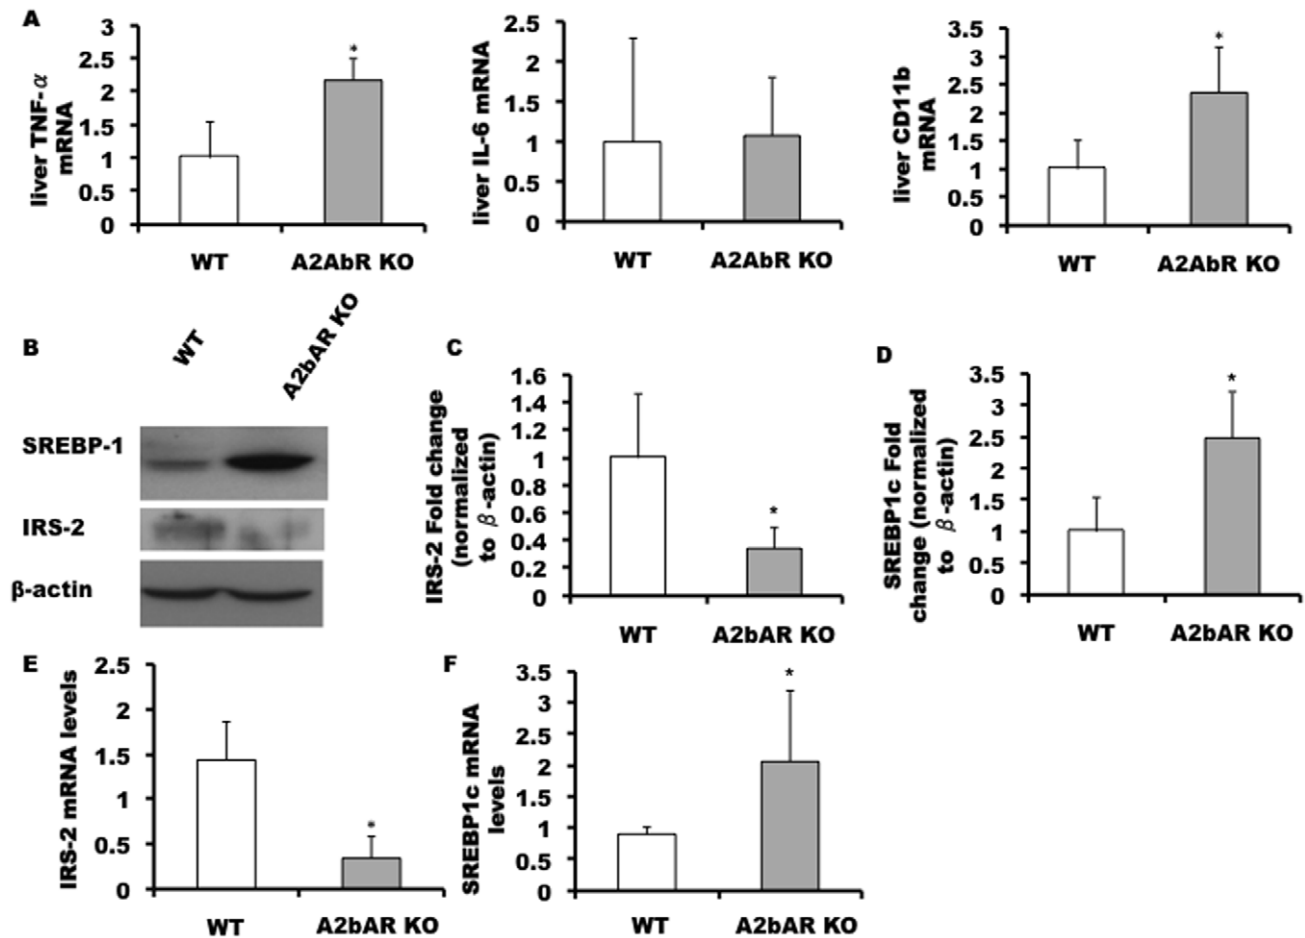 A
liver TNF-α
mRNA
3
2.5
2
1.5
1
0.5
0
*
WT
A2AbR KO
liver IL-6 mRNA
2.5
2
1.5
1
0.5
0
WT
A2AbR KO
liver CD11b
mRNA
3.5
3
2.5
2
1.5
1
0.5
0
*
WT
A2AbR KO
B
WT
A2bAR KO
SREBP-1
IRS-2
β-actin
C
IRS-2 Fold change
(normalized
to β-actin)
1.6
1.4
1.2
1
0.8
0.6
0.4
0.2
0
*
WT
A2bAR KO
D
SREBP1c Fold
change (normalized
to β-actin)
3.5
3
2.5
2
1.5
1
0.5
0
*
WT
A2bAR KO
E
IRS-2 mRNA levels
2.5
2
1.5
1
0.5
0
*
WT
A2bAR KO
F
SREBP1c mRNA
levels
3.5
3
2.5
2
1.5
1
0.5
0
*
WT
A2bAR KO